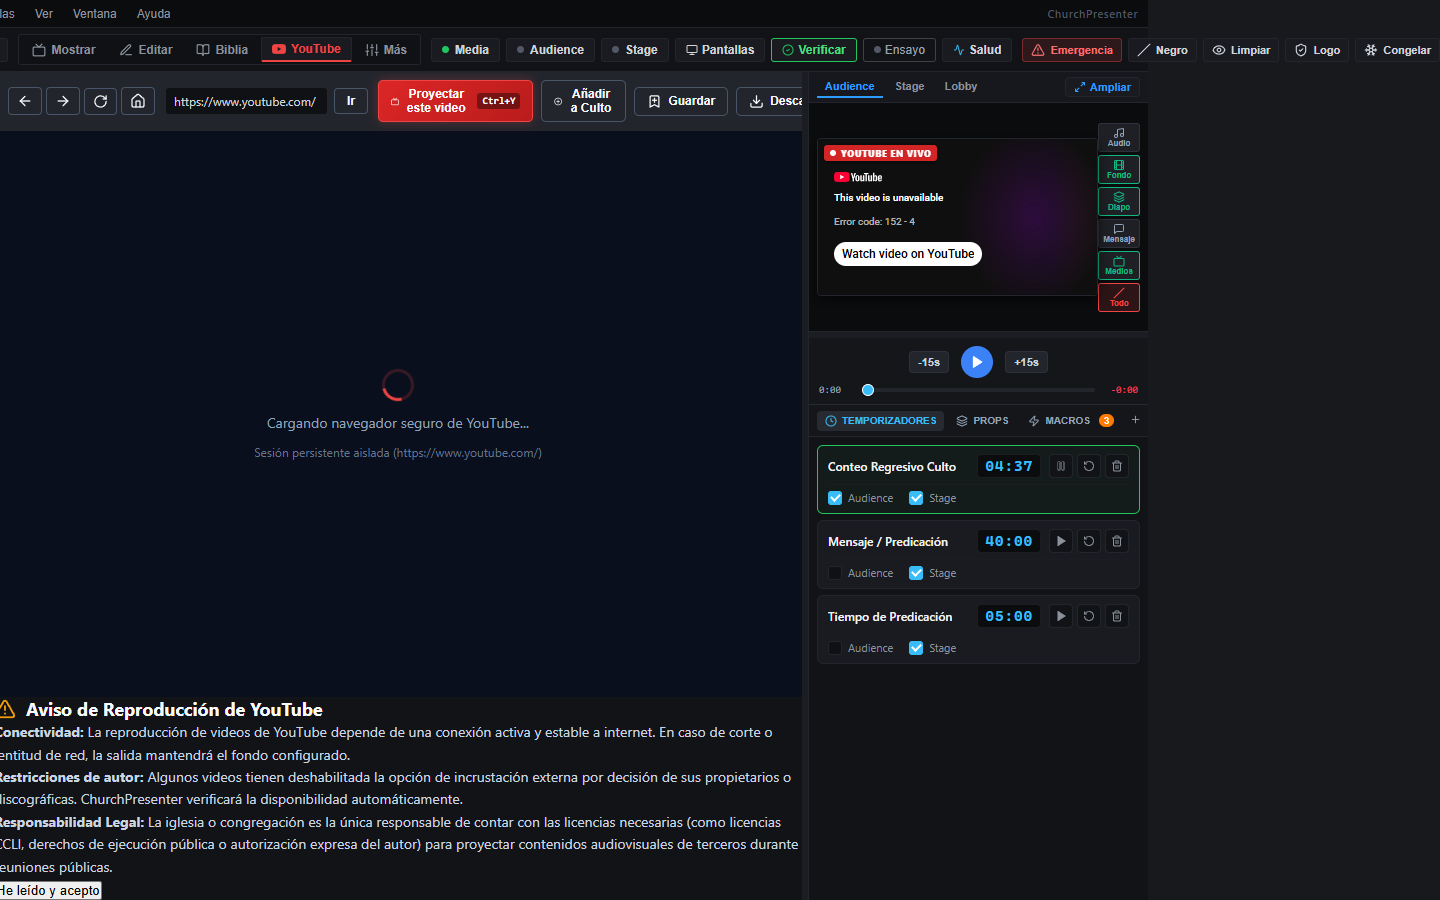 das Ver Ventana Ayuda ChurchPresenter
Mostrar Editar Biblia YouTube Más Media Audience Stage Pantallas Verificar Ensayo Salud Emergencia Negro Limpiar Logo Congelar
https://www.youtube.com/ Ir Proyectar este video Ctrl+Y Añadir a Culto Guardar Desca
Audience Stage Lobby Ampliar
YOUTUBE EN VIVO
YouTube
This video is unavailable
Error code: 152 - 4
Watch video on YouTube
Audio
Fondo
Diapo
Mensaje
Medios
Todo
-15s +15s
0:00 -0:00
TEMPORIZADORES PROPS MACROS 3 +
Conteo Regresivo Culto 04:37
Audience Stage
Mensaje / Predicación 40:00
Audience Stage
Tiempo de Predicación 05:00
Audience Stage
Cargando navegador seguro de YouTube...
Sesión persistente aislada (https://www.youtube.com/)
Aviso de Reproducción de YouTube
Conectividad: La reproducción de videos de YouTube depende de una conexión activa y estable a internet. En caso de corte o
lentitud de red, la salida mantendrá el fondo configurado.
Restricciones de autor: Algunos videos tienen deshabilitada la opción de incrustación externa por decisión de sus propietarios o
discográficas. ChurchPresenter verificará la disponibilidad automáticamente.
Responsabilidad Legal: La iglesia o congregación es la única responsable de contar con las licencias necesarias (como licencias
CCLI, derechos de ejecución pública o autorización expresa del autor) para proyectar contenidos audiovisuales de terceros durante
reuniones públicas.
He leído y acepto